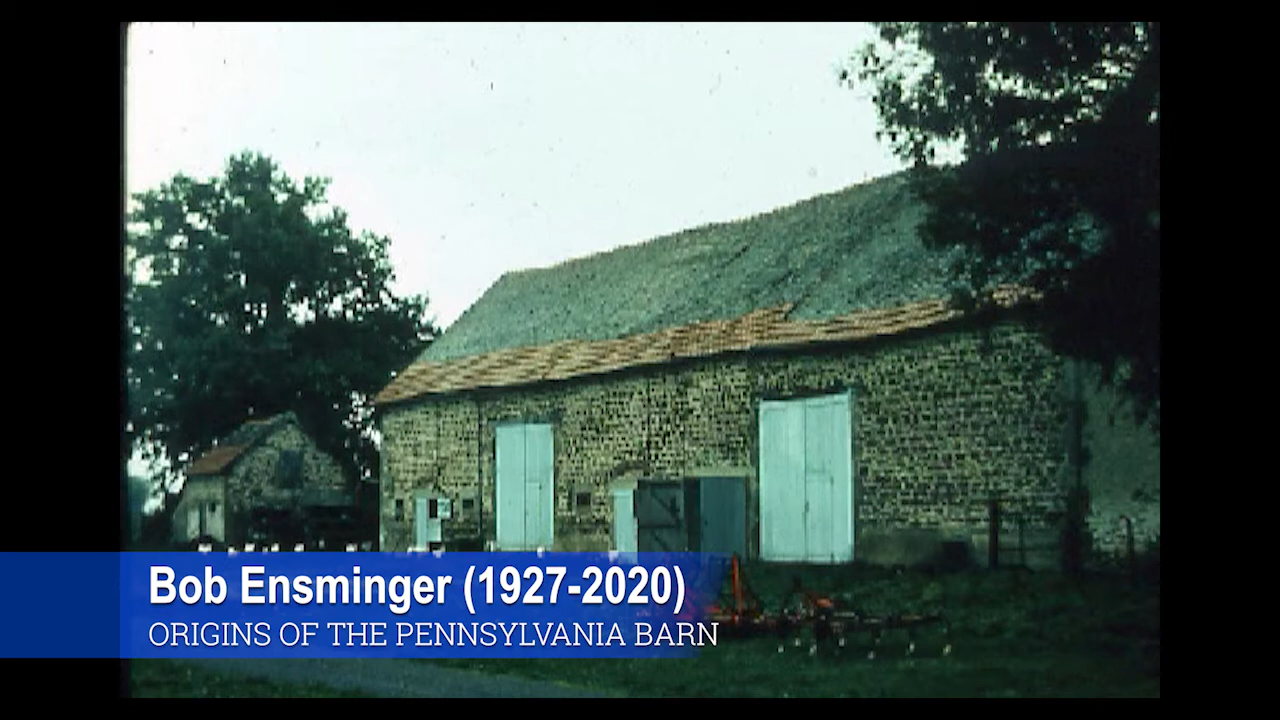 Bob Ensminger (1927-2020)
ORIGINS OF THE PENNSYLVANIA BARN